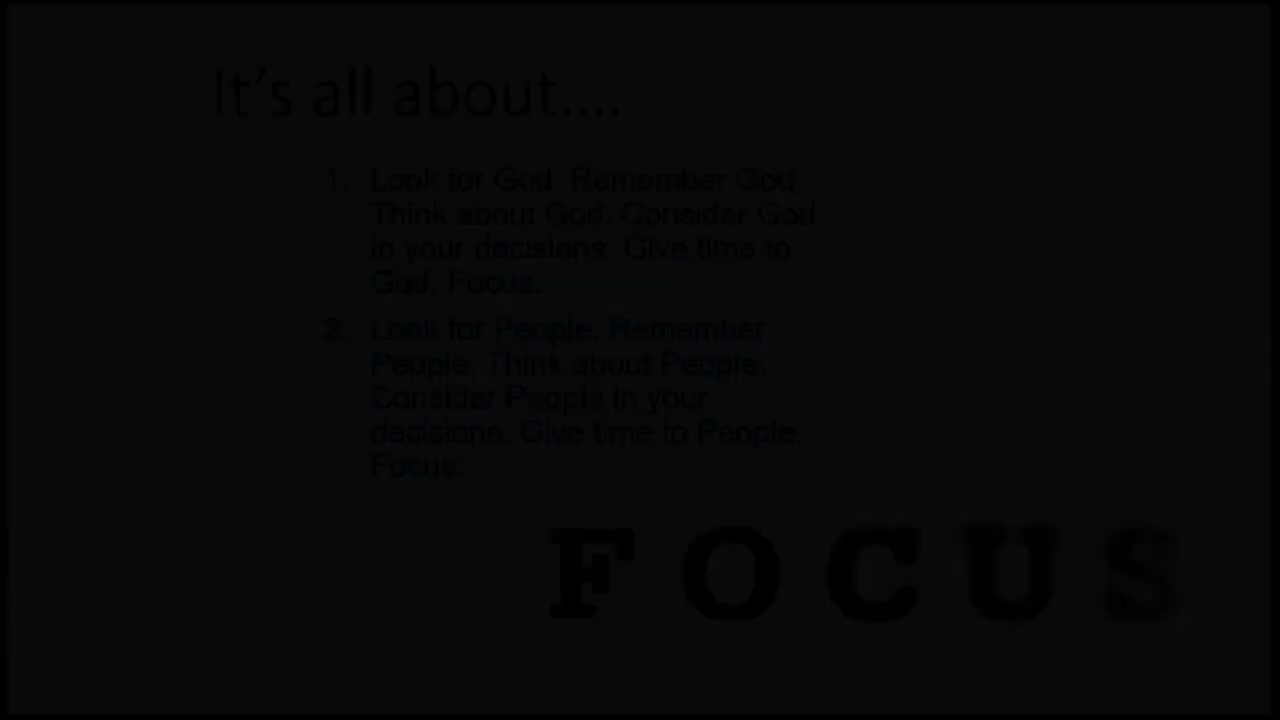 It's all about....
1. Look for God. Remember God.
Think about God. Consider God
in your decisions. Give time to
God. Focus.
2. Look for People. Remember
People. Think about People.
Consider People in your
decisions. Give time to People.
Focus.
F O C U S